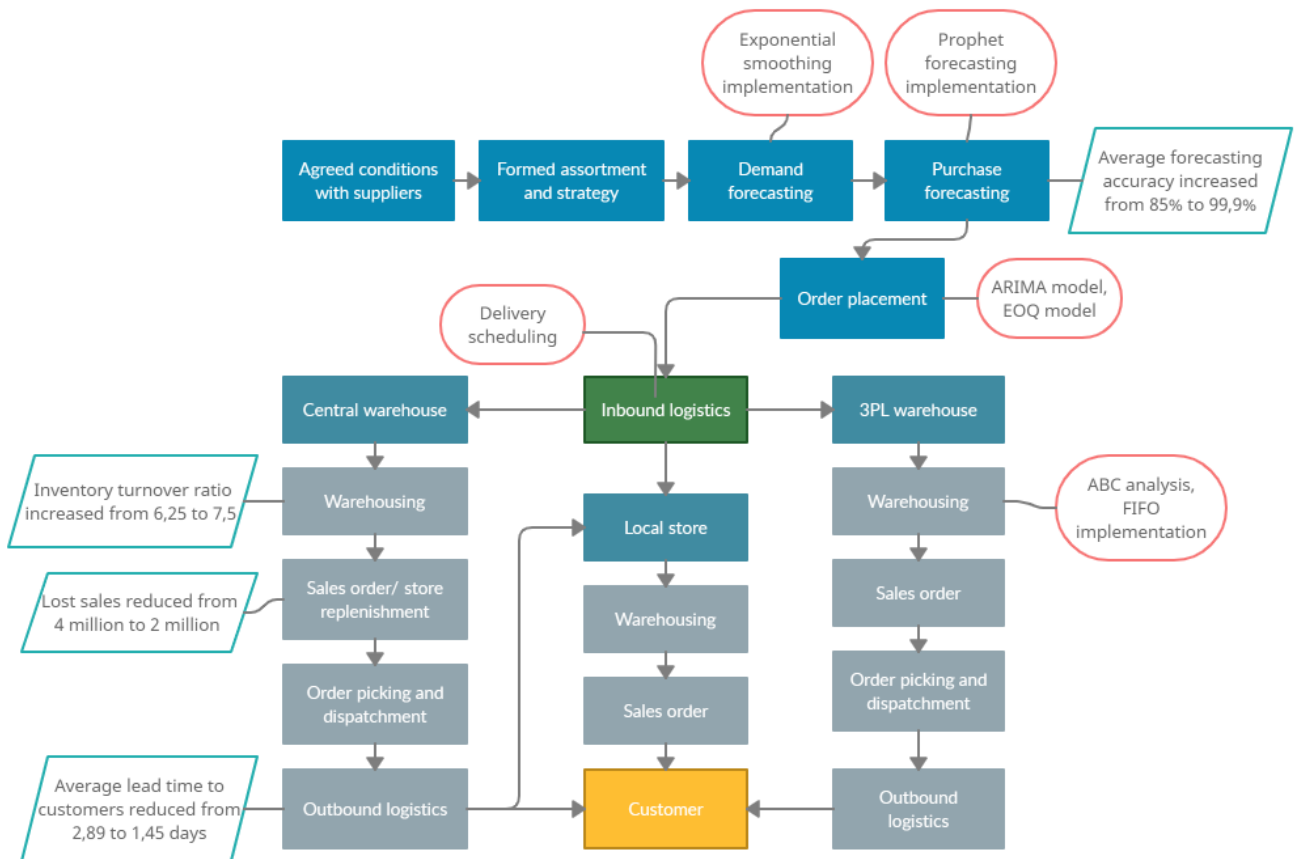 Exponential
smoothing
implementation
Prophet
forecasting
implementation
Agreed conditions
with suppliers
Formed assortment
and strategy
Demand
forecasting
Purchase
forecasting
Average forecasting
accuracy increased
from 85% to 99,9%
Order placement
ARIMA model,
EOQ model
Delivery
scheduling
Central warehouse
Inbound logistics
3PL warehouse
Inventory turnover ratio
increased from 6,25 to 7,5
Warehousing
Local store
Warehousing
ABC analysis,
FIFO
implementation
Lost sales reduced from
4 million to 2 million
Sales order/ store
replenishment
Warehousing
Sales order
Order picking and
dispatchment
Sales order
Order picking and
dispatchment
Average lead time to
customers reduced from
2,89 to 1,45 days
Outbound logistics
Customer
Outbound
logistics